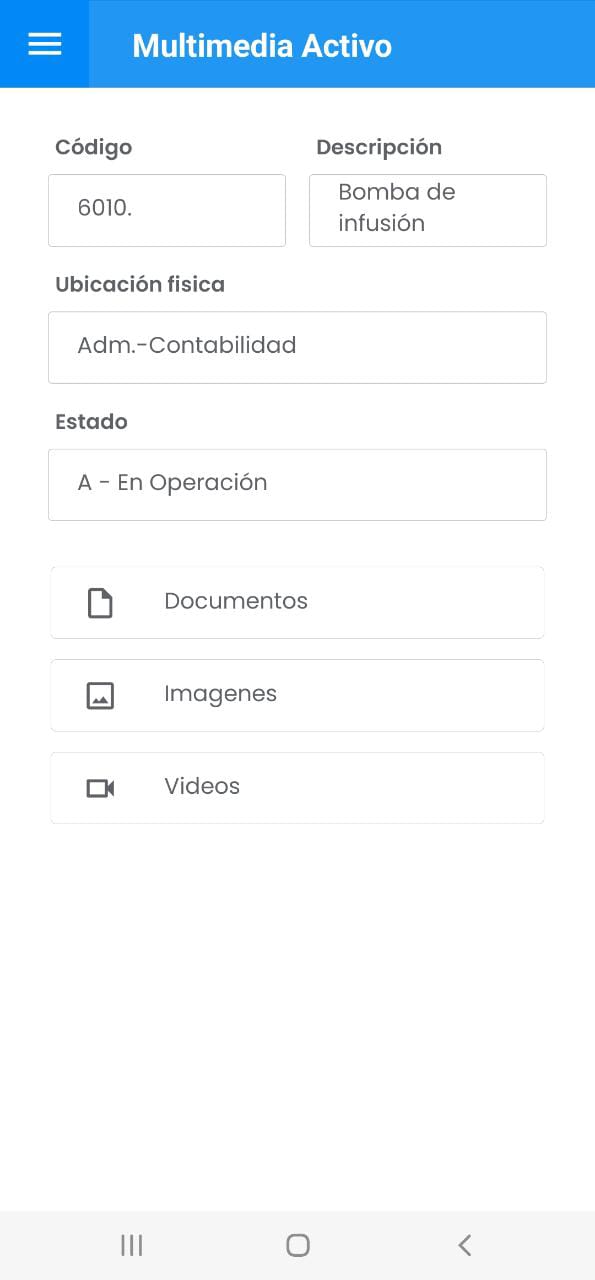 Multimedia Activo
Código
Descripción
6010.
Bomba de
infusión
Ubicación fisica
Adm.-Contabilidad
Estado
A - En Operación
Documentos
Imagenes
Videos